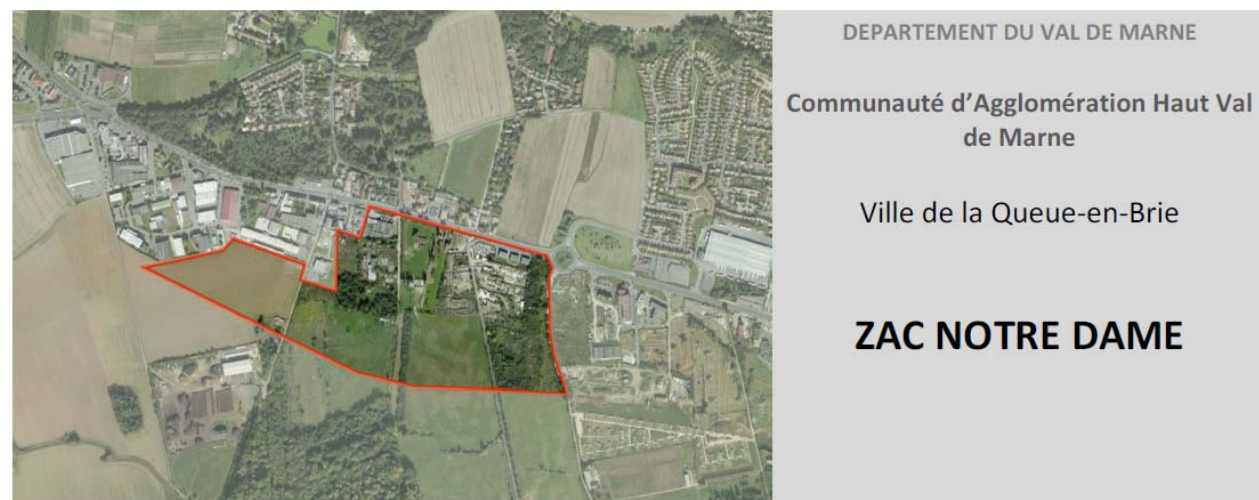 DEPARTEMENT DU VAL DE MARNE
Communauté d’Agglomération Haut Val
de Marne
Ville de la Queue-en-Brie
ZAC NOTRE DAME